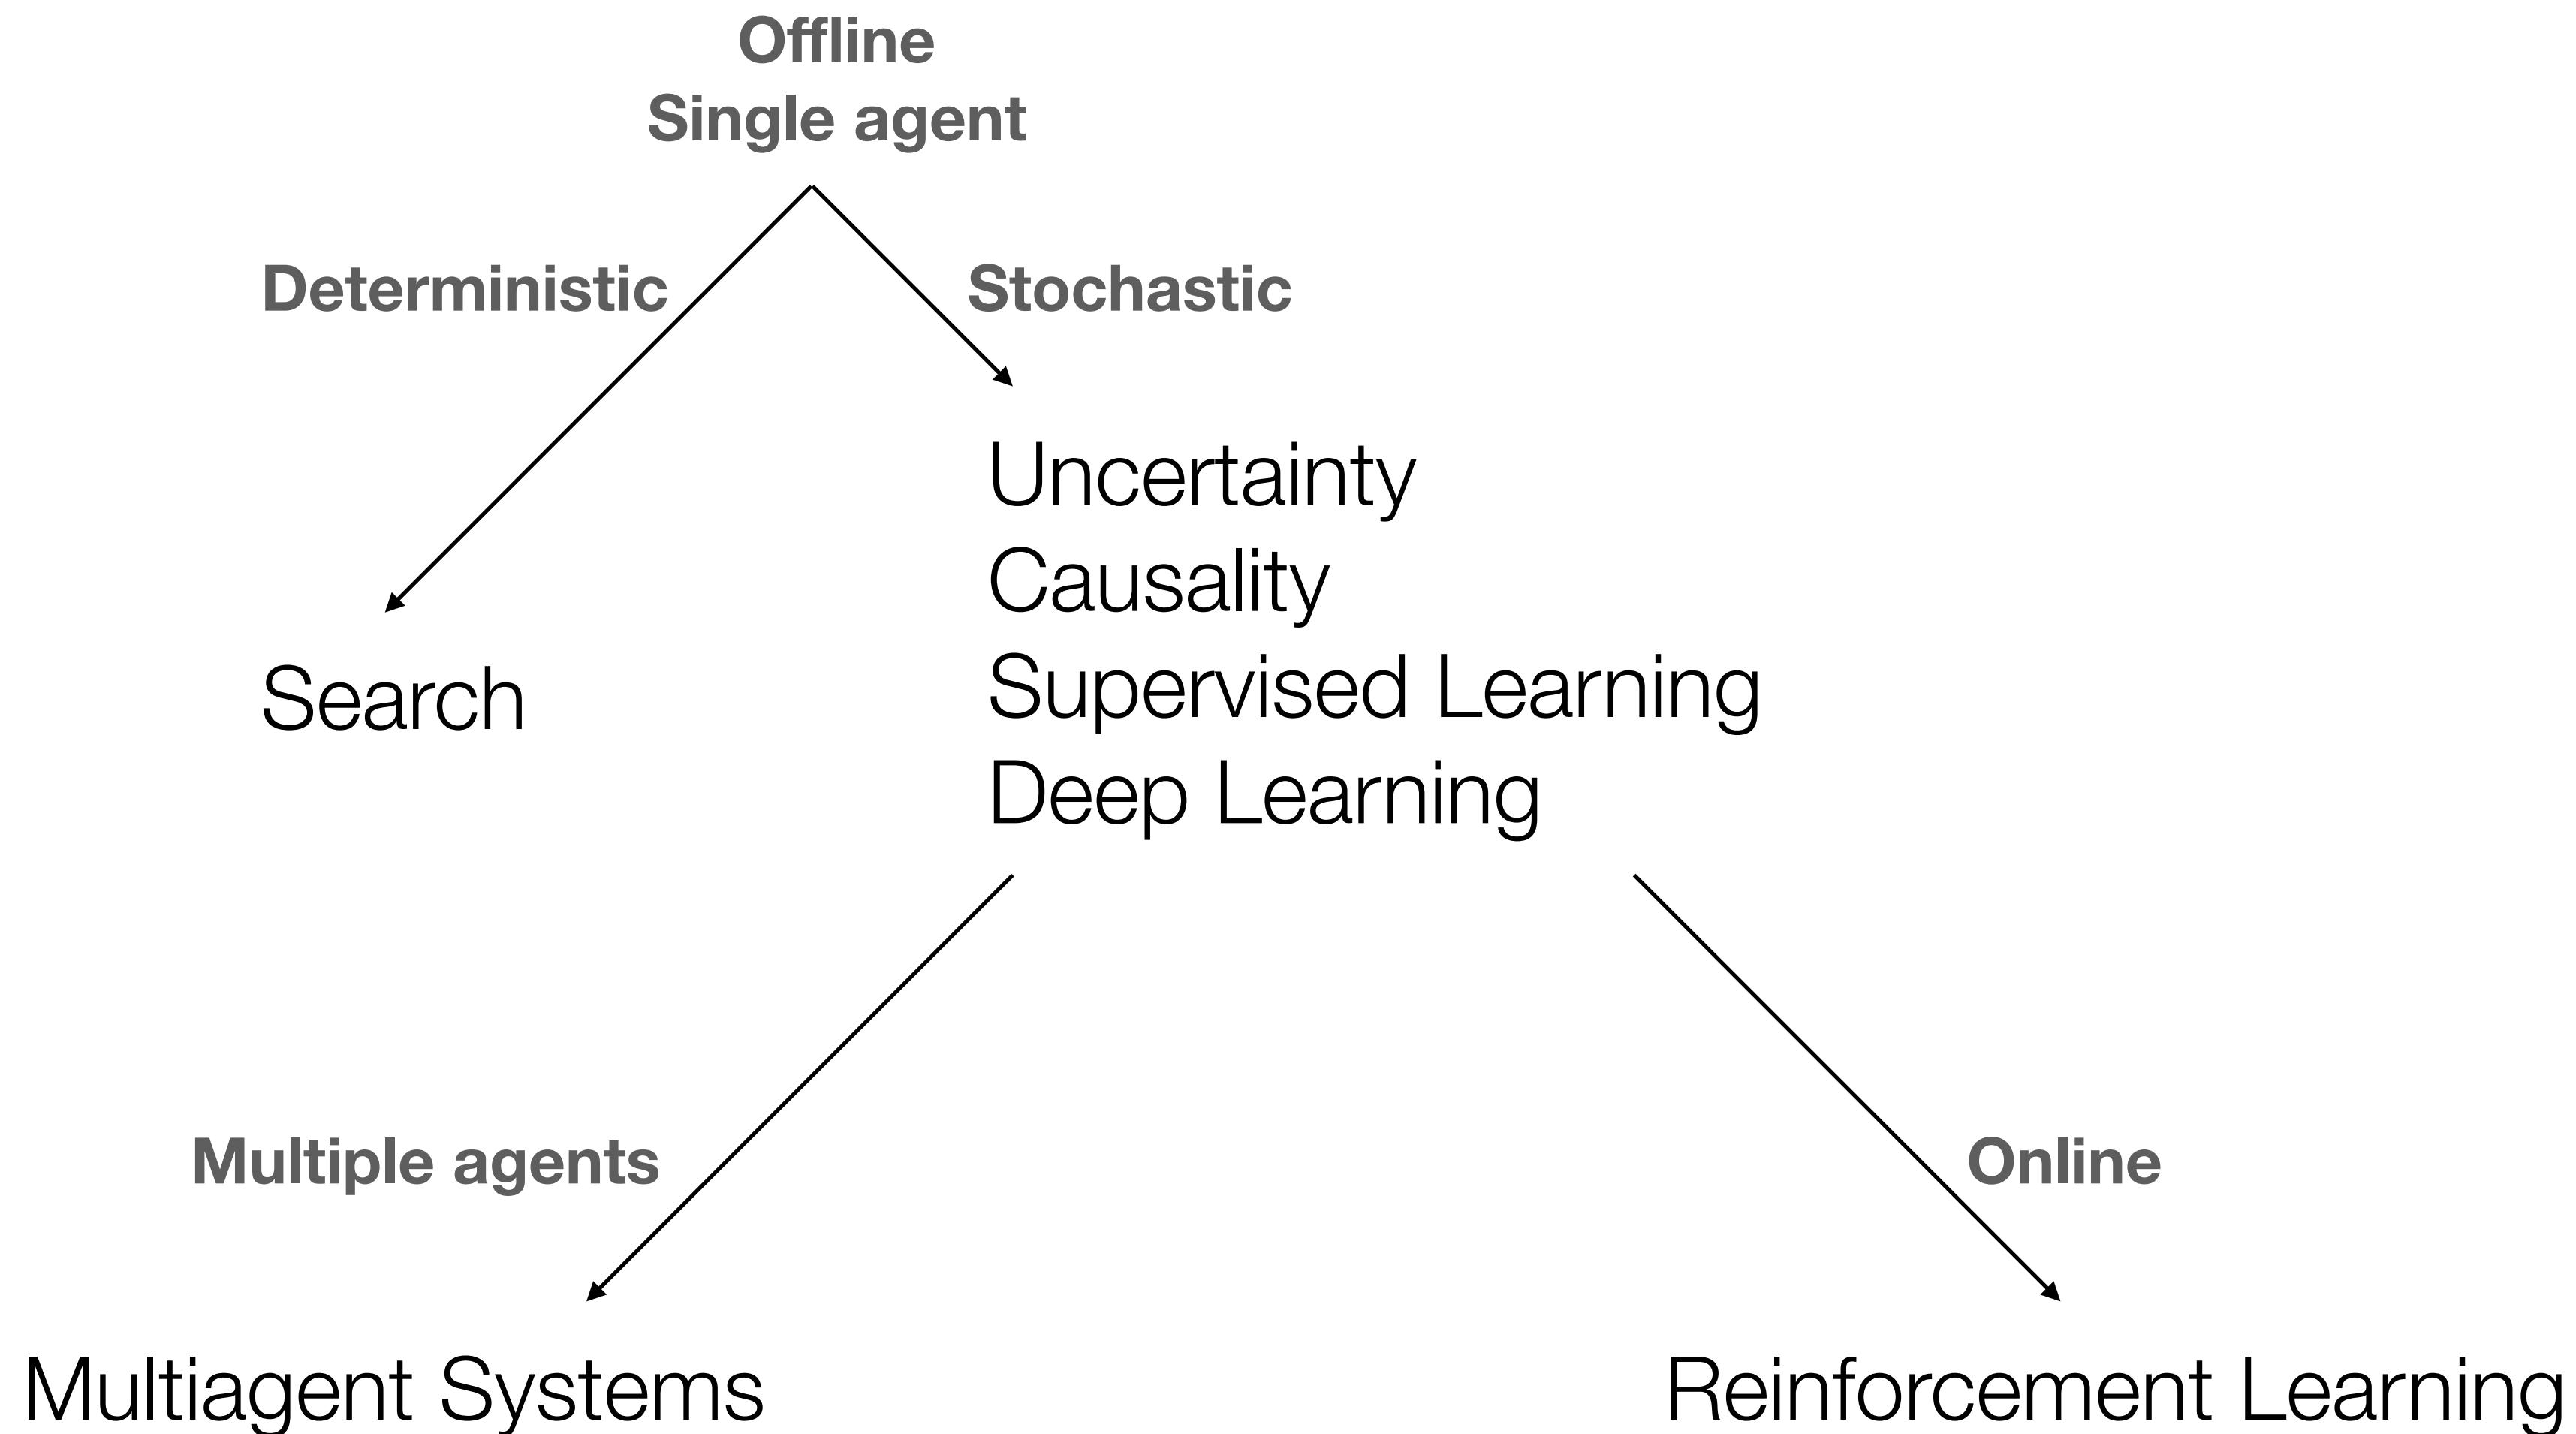 Offline
Single agent
Deterministic
Stochastic
Uncertainty
Causality
Supervised Learning
Deep Learning
Search
Multiple agents
Online
Multiagent Systems
Reinforcement Learning